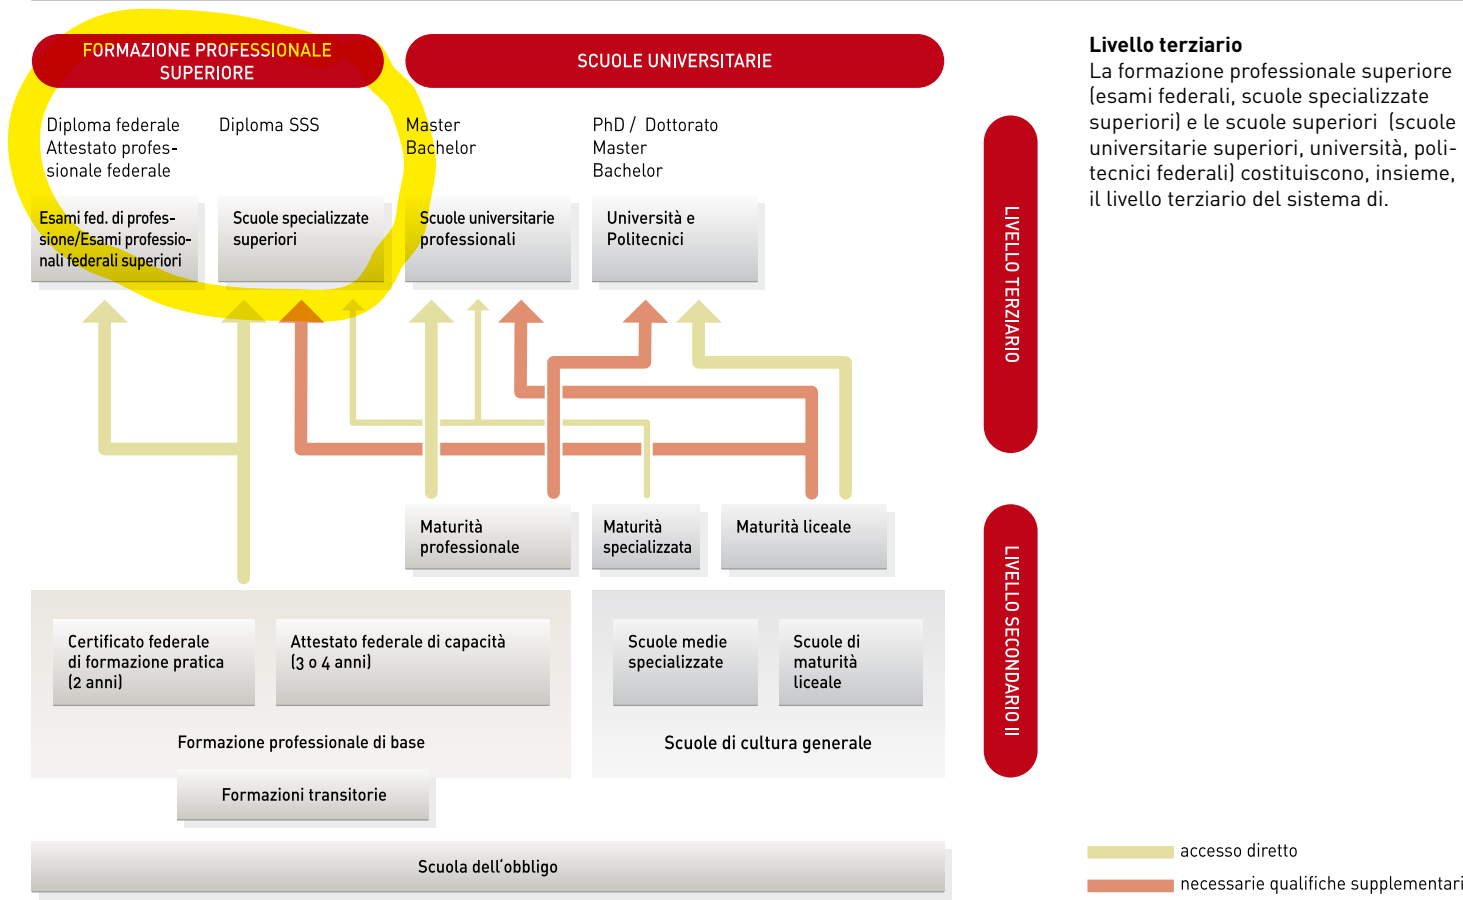 FORMAZIONE PROFESSIONALE
SUPERIORE
SCUOLE UNIVERSITARIE
Diploma federale
Attestato profes-
sionale federale
Diploma SSS
Master
Bachelor
PhD / Dottorato
Master
Bachelor
Esami fed. di profes-
sione/Esami professio-
nali federali superiori
Scuole specializzate
superiori
Scuole universitarie
professionali
Università e
Politecnici
LIVELLO TERZIARIO
Livello terziario
La formazione professionale superiore
(esami federali, scuole specializzate
superiori) e le scuole superiori (scuole
universitarie superiori, università, poli-
tecnici federali) costituiscono, insieme,
il livello terziario del sistema di.
Maturità
professionale
Maturità
specializzata
Maturità liceale
LIVELLO SECONDARIO II
Certificato federale
di formazione pratica
(2 anni)
Attestato federale di capacità
(3 o 4 anni)
Scuole medie
specializzate
Scuole di
maturità
liceale
Formazione professionale di base
Scuole di cultura generale
Formazioni transitorie
Scuola dell'obbligo
accesso diretto
necessarie qualifiche supplementari